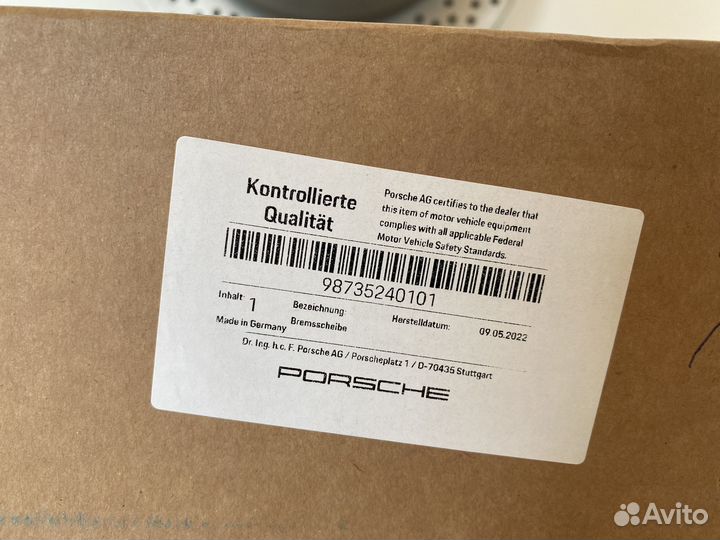 Kontrollierte
Qualität
Porsche AG certifies to the dealer that
this item of motor vehicle equipment
complies with all applicable Federal
Motor Vehicle Safety Standards.
98735240101
Inhalt: 1 Bezeichnung: Herstelldatum: 09.05.2022
Made in Germany Bremsscheibe
Dr. Ing. h.c. F. Porsche AG / Porscheplatz 1 / D-70435 Stuttgart
PORSCHE
Avito